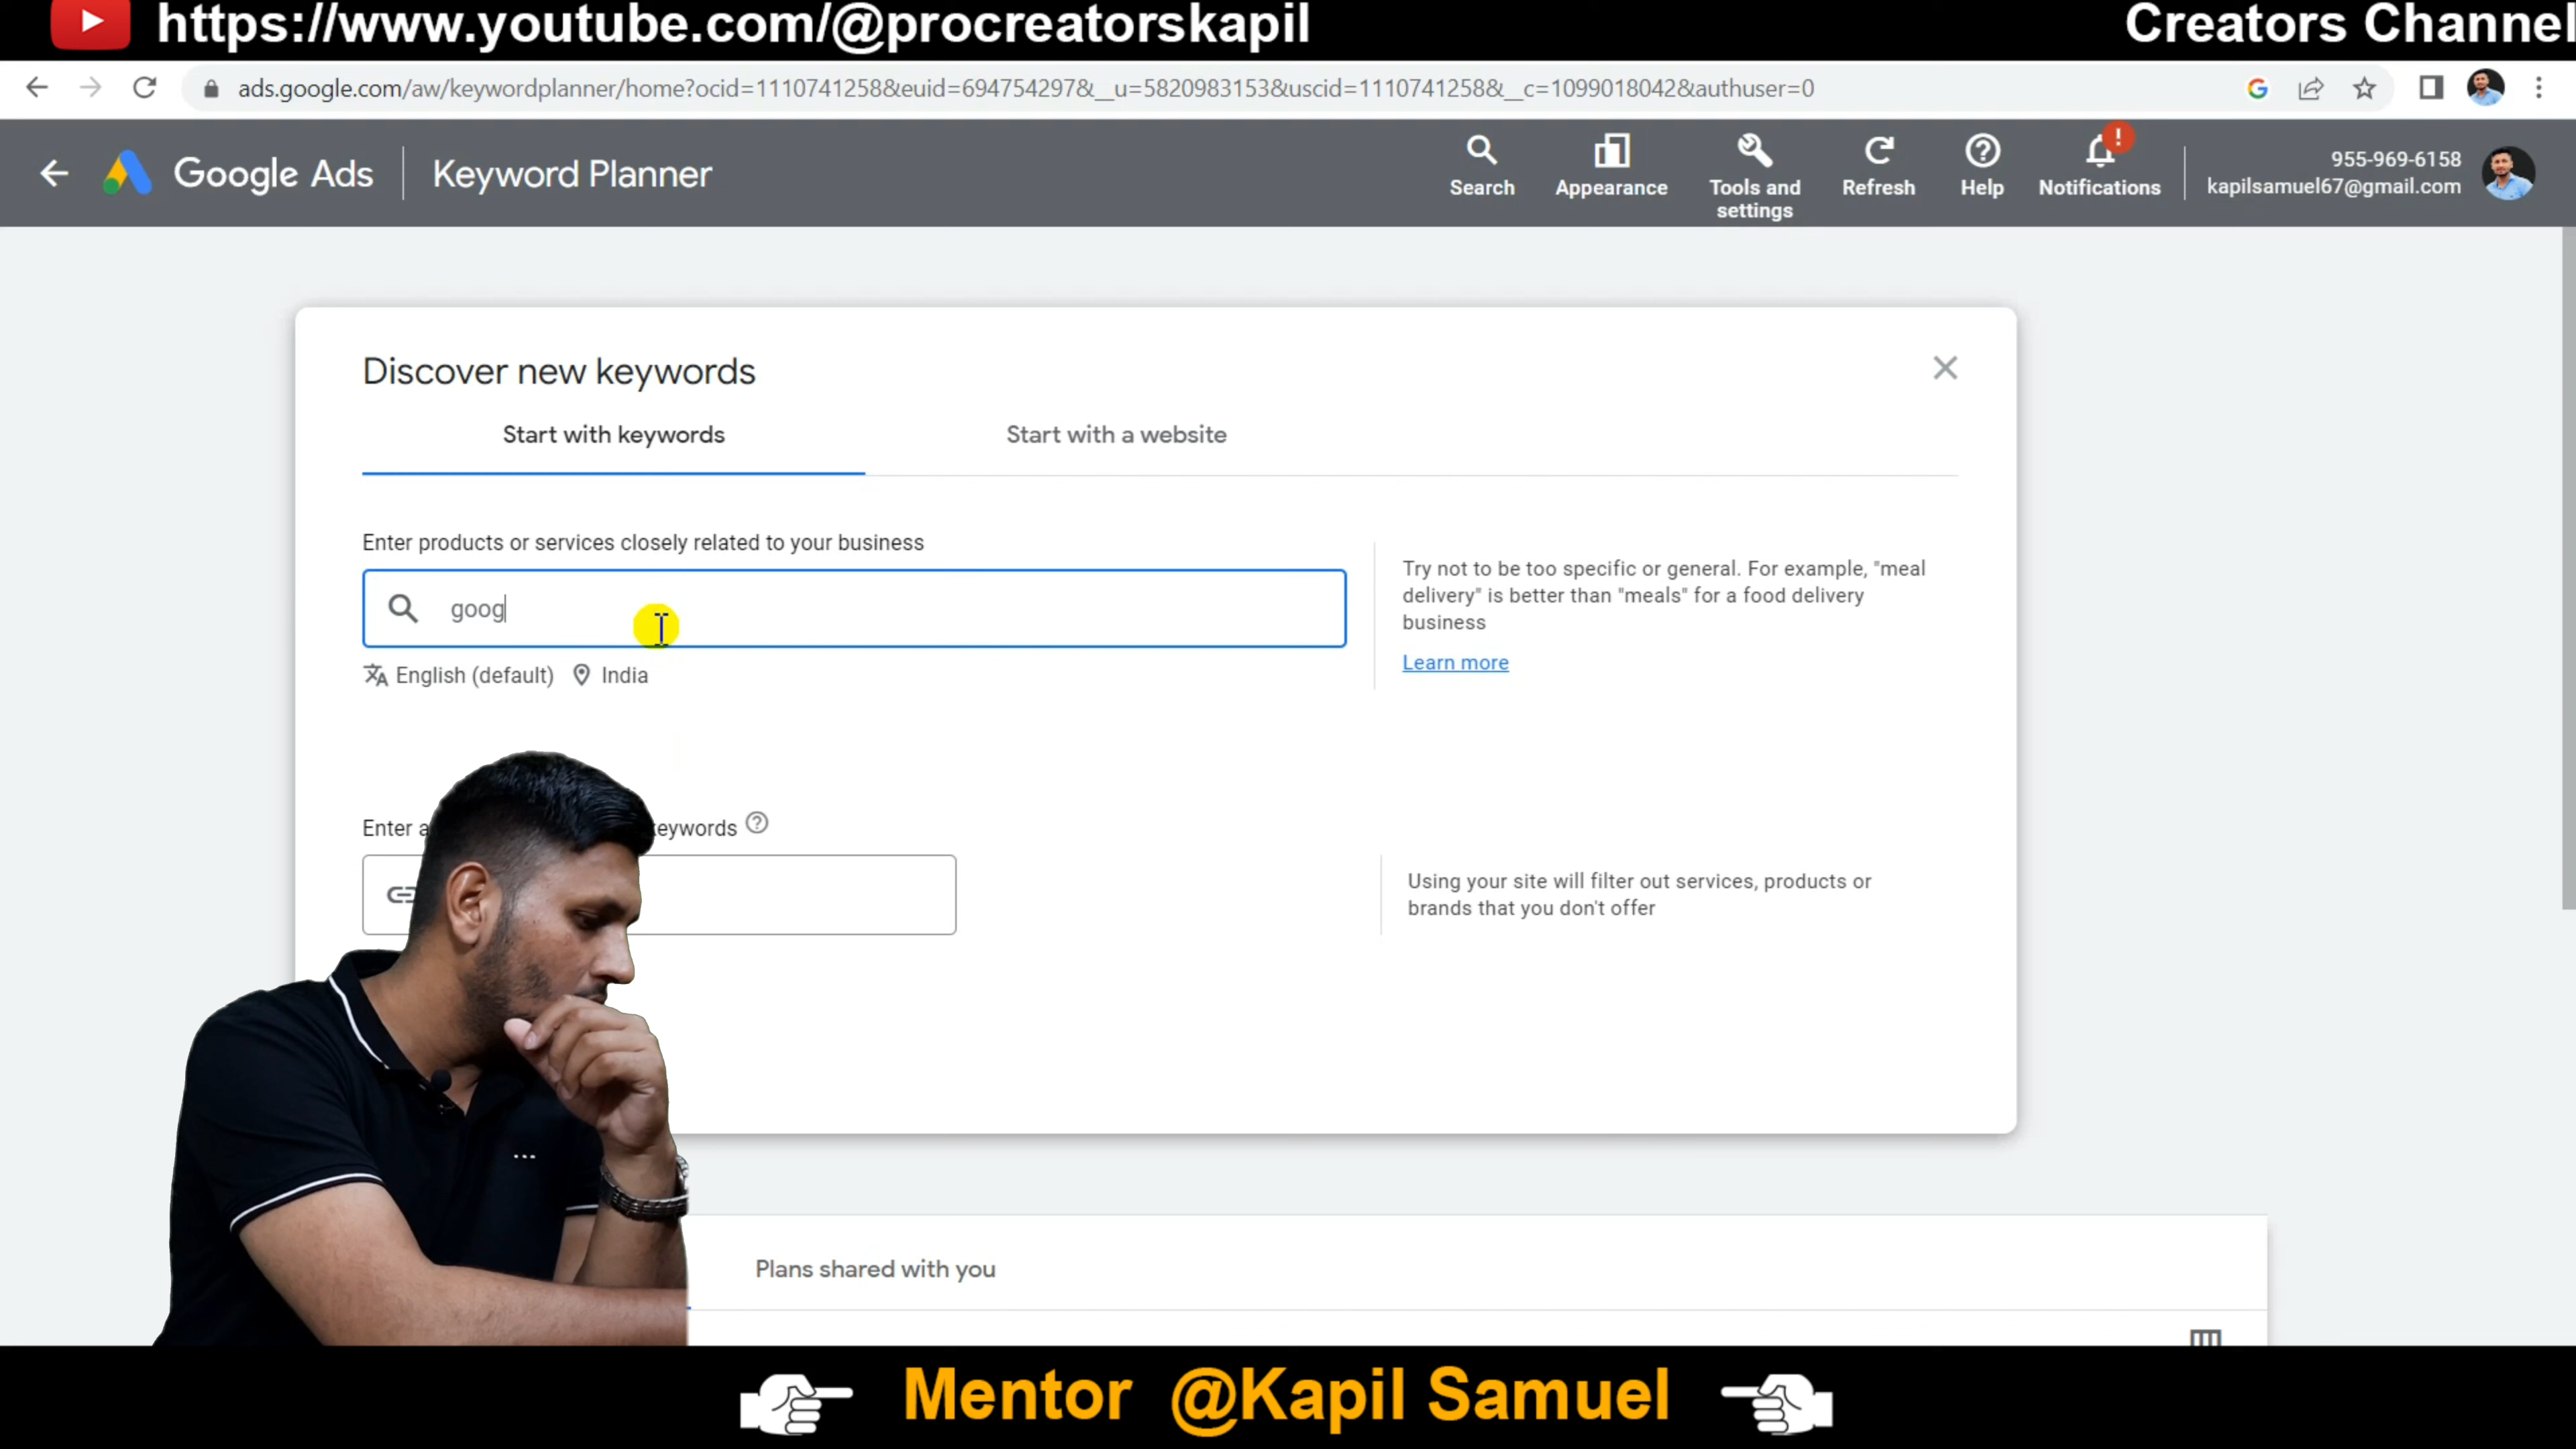 https://www.youtube.com/@procreatorskapil
Creators Channel
ads.google.com/aw/keywordplanner/home?ocid=1110741258&euid=694754297&__u=5820983153&uscid=1110741258&__c=1099018042&authuser=0
Google Ads
Keyword Planner
Search
Appearance
Tools and
settings
Refresh
Help
Notifications
955-969-6158
kapilsamuel67@gmail.com
Discover new keywords
Start with keywords
Start with a website
Enter products or services closely related to your business
goog
English (default)
India
Try not to be too specific or general. For example, "meal
delivery" is better than "meals" for a food delivery
business
Learn more
Enter a
eywords
Using your site will filter out services, products or
brands that you don't offer
Plans shared with you
Mentor @Kapil Samuel